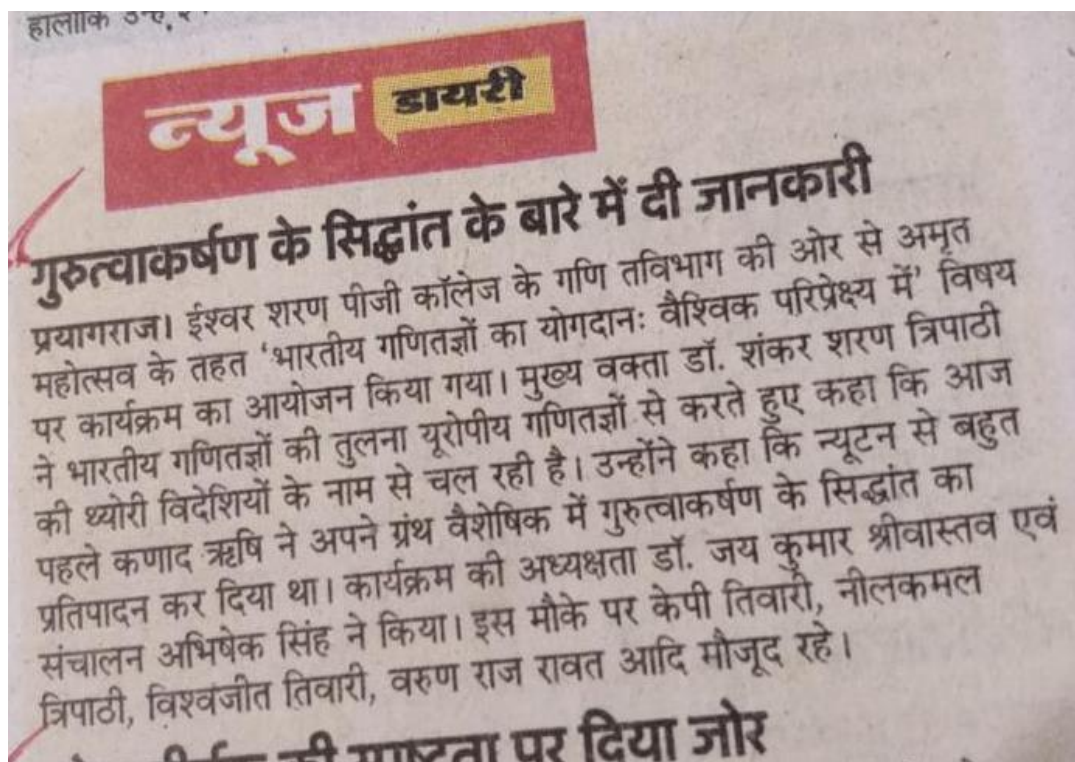 हालांकि उन्हें,
न्यूज डायरी
गुरुत्वाकर्षण के सिद्धांत के बारे में दी जानकारी
प्रयागराज। ईश्वर शरण पीजी कॉलेज के गणि तविभाग की ओर से अमृत
महोत्सव के तहत 'भारतीय गणितज्ञों का योगदानः वैश्विक परिप्रेक्ष्य में' विषय
पर कार्यक्रम का आयोजन किया गया। मुख्य वक्ता डॉ. शंकर शरण त्रिपाठी
ने भारतीय गणितज्ञों की तुलना यूरोपीय गणितज्ञों से करते हुए कहा कि आज
की थ्योरी विदेशियों के नाम से चल रही है। उन्होंने कहा कि न्यूटन से बहुत
पहले कणाद ऋषि ने अपने ग्रंथ वैशेषिक में गुरुत्वाकर्षण के सिद्धांत का
प्रतिपादन कर दिया था। कार्यक्रम की अध्यक्षता डॉ. जय कुमार श्रीवास्तव एवं
संचालन अभिषेक सिंह ने किया। इस मौके पर केपी तिवारी, नीलकमल
त्रिपाठी, विश्वजीत तिवारी, वरुण राज रावत आदि मौजूद रहे।
की स्पष्टता पर दिया जोर